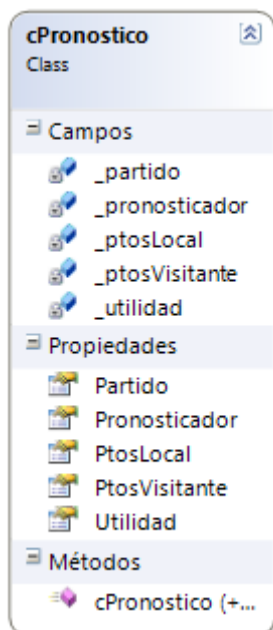 cPronostico
Class
Campos
_partido
_pronosticador
_ptosLocal
_ptosVisitante
_utilidad
Propiedades
Partido
Pronosticador
PtosLocal
PtosVisitante
Utilidad
Métodos
cPronostico (+...